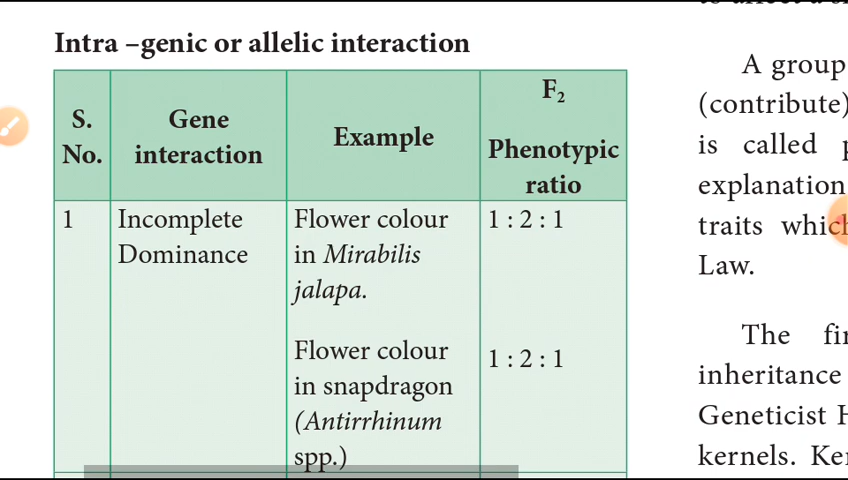 Intra –genic or allelic interaction
S.
No.
Gene
interaction
Example
F₂
Phenotypic
ratio
1
Incomplete
Dominance
Flower colour
in Mirabilis
jalapa.
1 : 2 : 1
Flower colour
in snapdragon
(Antirrhinum
spp.)
1 : 2 : 1
A group
(contribute)
is called
explanation
traits which
Law.
The
inheritance
Geneticist H
kernels.